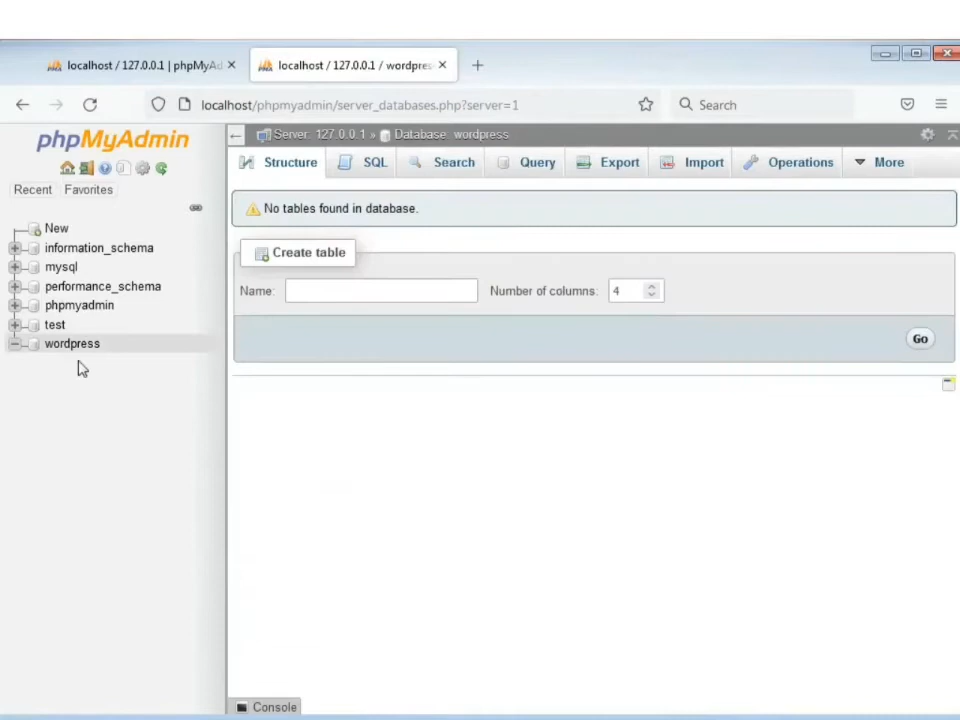 localhost / 127.0.0.1 | phpMyAd
localhost / 127.0.0.1 / wordpres
localhost/phpmyadmin/server_databases.php?server=1
Search
phpMyAdmin
Recent Favorites
New
information_schema
mysql
performance_schema
phpmyadmin
test
wordpress
Server: 127.0.0.1 » Database: wordpress
Structure SQL Search Query Export Import Operations More
No tables found in database.
Create table
Name: Number of columns: 4
Go
Console